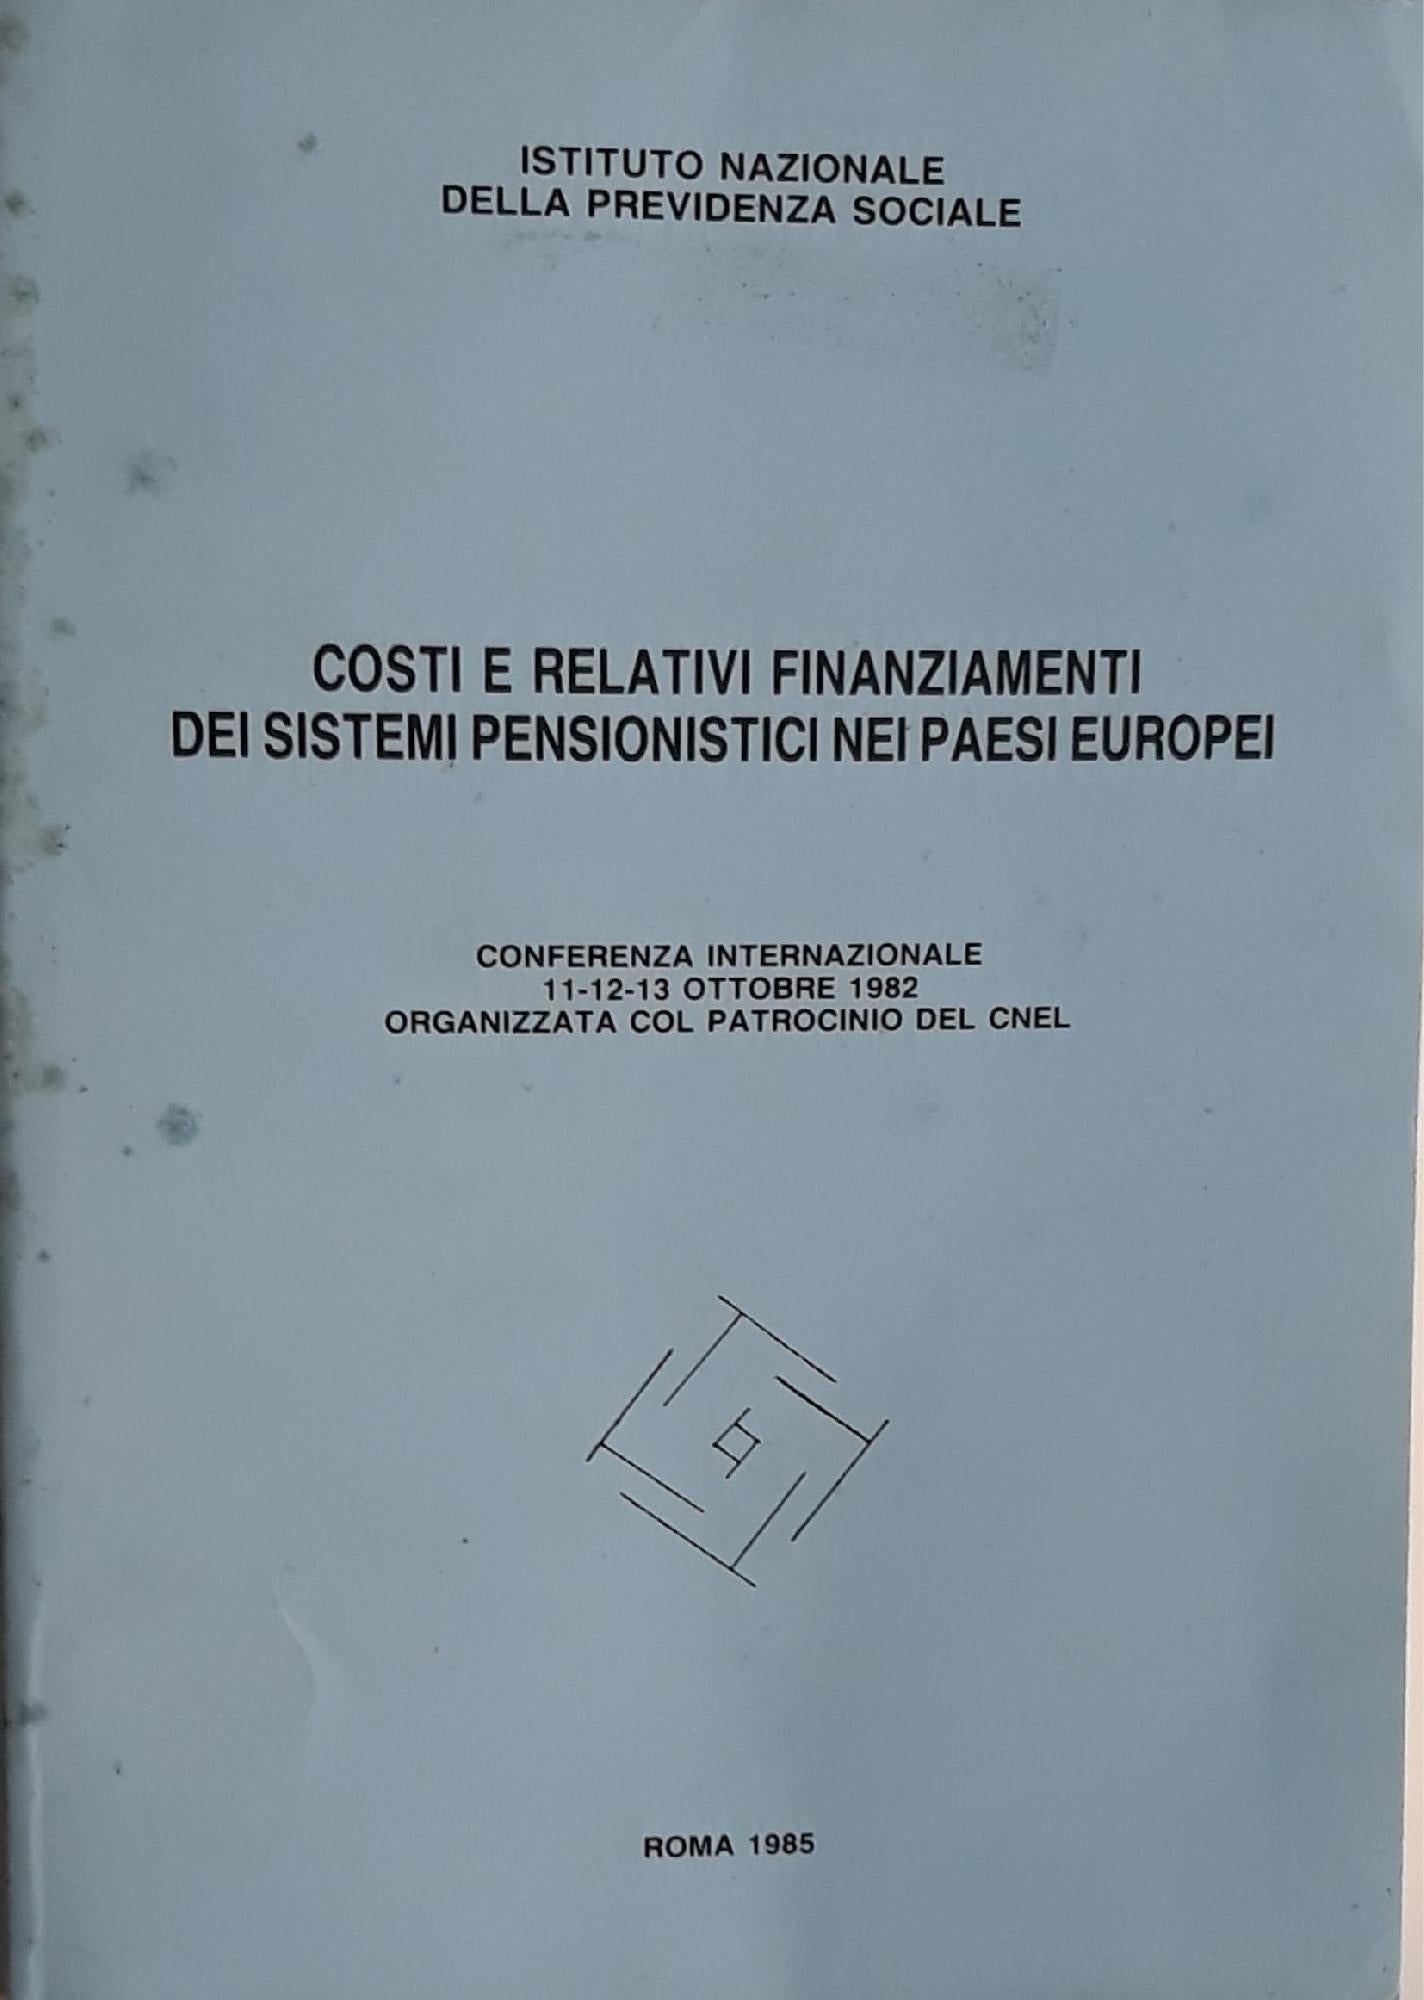 ISTITUTO NAZIONALE
DELLA PREVIDENZA SOCIALE
COSTI E RELATIVI FINANZIAMENTI
DEI SISTEMI PENSIONISTICI NEI PAESI EUROPEI
CONFERENZA INTERNAZIONALE
11-12-13 OTTOBRE 1982
ORGANIZZATA COL PATROCINIO DEL CNEL
ROMA 1985